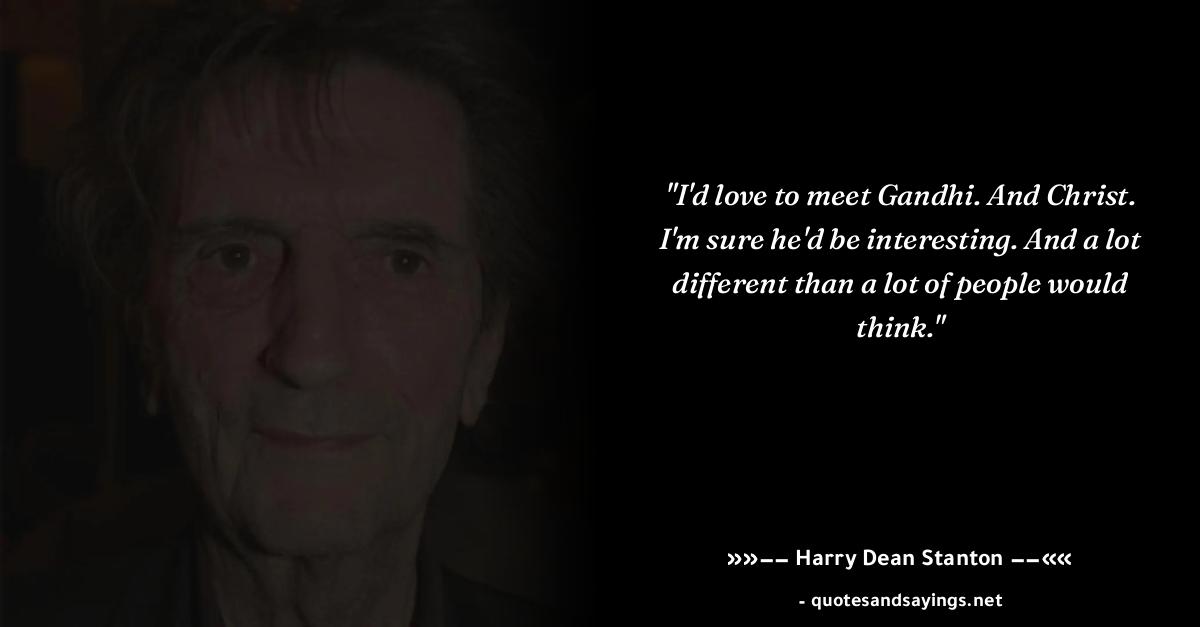 "I'd love to meet Gandhi. And Christ.
I'm sure he'd be interesting. And a lot
different than a lot of people would
think."
»»−− Harry Dean Stanton −−««
- quotesandsayings.net